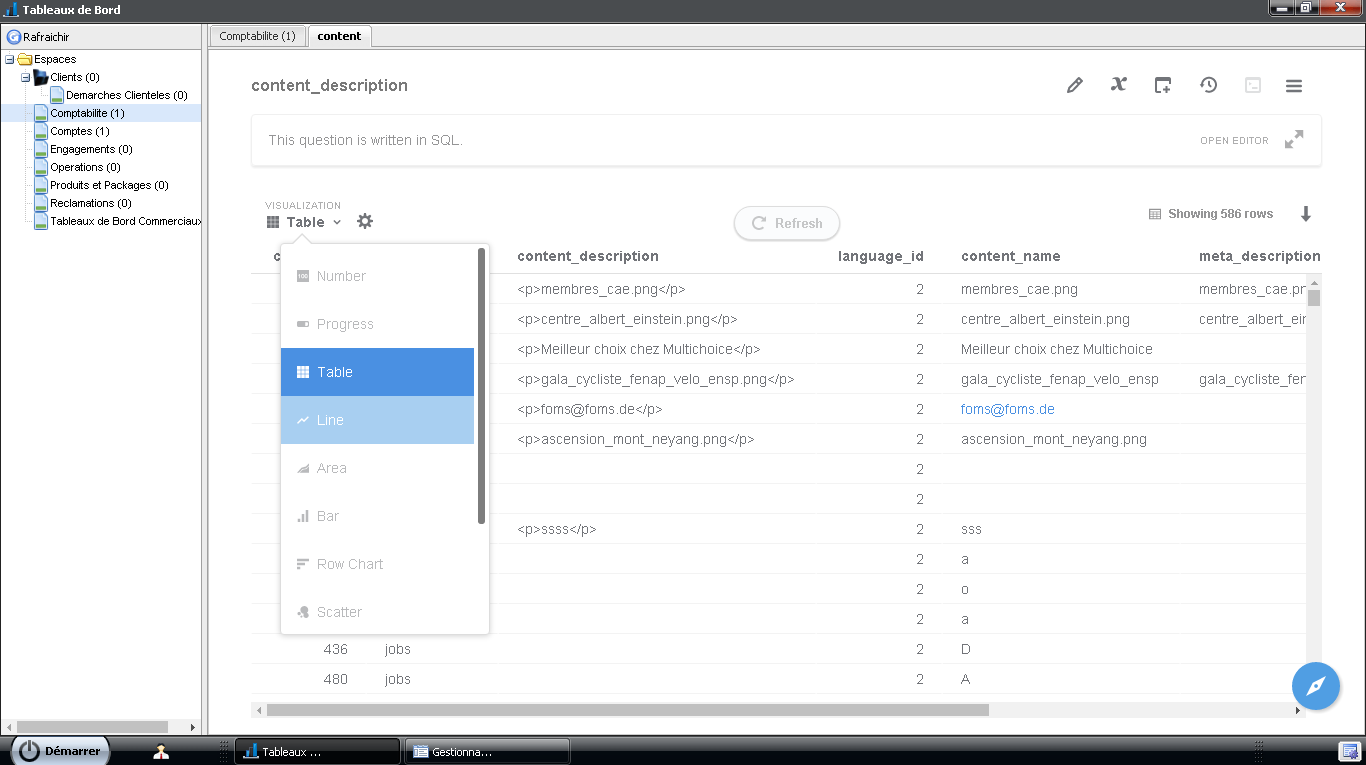 Tableaux de Bord
Rafraichir
Espaces
Clients (0)
Demarches Clienteles (0)
Comptabilite (1)
Comptes (1)
Engagements (0)
Operations (0)
Produits et Packages (0)
Reclamations (0)
Tableaux de Bord Commerciaux
Comptabilite (1)
content
content_description
This question is written in SQL.
OPEN EDITOR
VISUALIZATION
Table
Refresh
Showing 586 rows
Number
Progress
Table
Line
Area
Bar
Row Chart
Scatter
c content_description language_id content_name meta_description
<p>membres_cae.png</p> 2 membres_cae.png membres_cae.pn
<p>centre_albert_einstein.png</p> 2 centre_albert_einstein.png centre_albert_ein
<p>Meilleur choix chez Multichoice</p> 2 Meilleur choix chez Multichoice
<p>gala_cycliste_fenap_velo_ensp.png</p> 2 gala_cycliste_fenap_velo_ensp gala_cycliste_fen
<p>foms@foms.de</p> 2 foms@foms.de
<p>ascension_mont_neyang.png</p> 2 ascension_mont_neyang.png
2
2
<p>ssss</p> 2 sss
2 a
2 o
2 a
436 jobs 2 D
480 jobs 2 A
Démarrer
Tableaux ...
Gestionna...